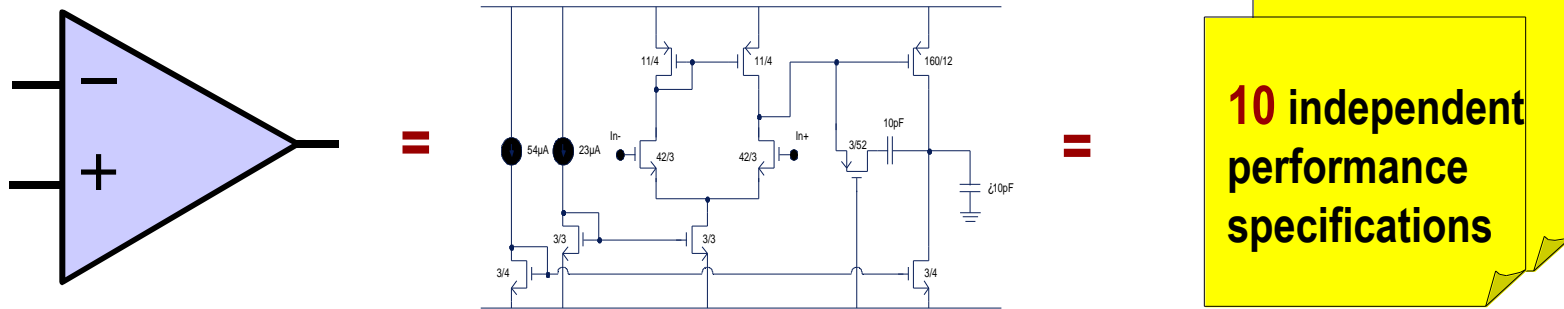 −
+
=
11/4
11/4
160/12
In-
In+
10pF
54µA
23µA
42/3
42/3
3/52
¿10pF
3/3
3/3
3/4
3/4
=
10 independent
performance
specifications